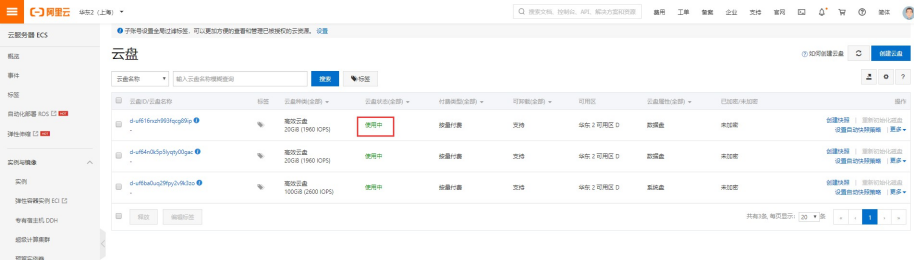 阿里云 华东2（上海） 搜索文档、控制台、API、解决方案和资源 费用 工单 备案 企业 支持 官网 简体
云服务器 ECS
子账号设置全局过滤标签，可以更加方便的查看和管理已被授权的云资源。 设置
概览
云盘
如何创建云盘 创建云盘
事件
云盘名称 输入云盘名称模糊查询 搜索 标签
标签
云盘ID/云盘名称 标签 云盘种类(全部) 云盘状态(全部) 付费类型(全部) 可卸载(全部) 可用区 云盘属性(全部) 已加密/未加密 操作
自动化部署 ROS
高效云盘
20GiB (1960 IOPS)
使用中 按量付费 支持 华东 2 可用区 D 数据盘 未加密
创建快照 | 重新初始化磁盘
设置自动快照策略 | 更多
-
弹性伸缩
高效云盘
20GiB (1960 IOPS)
使用中 按量付费 支持 华东 2 可用区 D 数据盘 未加密
创建快照 | 重新初始化磁盘
设置自动快照策略 | 更多
-
实例与镜像
高效云盘
100GiB (2600 IOPS)
使用中 按量付费 支持 华东 2 可用区 D 系统盘 未加密
创建快照 | 重新初始化磁盘
设置自动快照策略 | 更多
-
实例
弹性容器实例 ECI
专有宿主机 DDH
释放 编辑标签
共有3条, 每页显示: 20 条 « ‹ 1 › »
超级计算集群
预留实例券